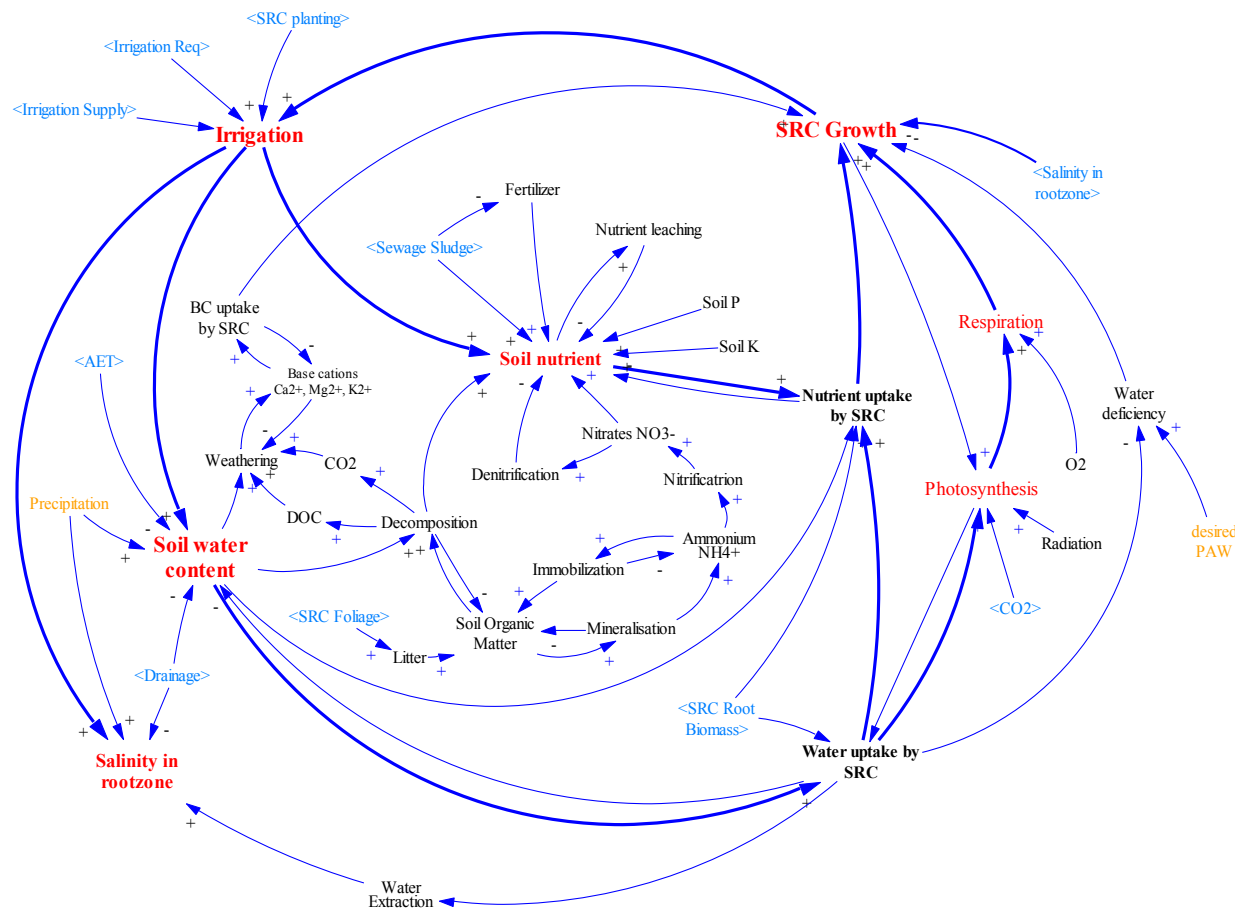 <SRC planting>
<Irrigation Req>
<Irrigation Supply>
Irrigation
SRC Growth
<Salinity in
rootzone>
Fertilizer
Nutrient leaching
<Sewage Sludge>
BC uptake
by SRC
Soil P
Respiration
Soil K
<AET>
Soil nutrient
Base cations
Ca2+, Mg2+, K2+
Nutrient uptake
by SRC
Water
deficiency
Weathering
CO2
Nitrates NO3-
Denitrification
O2
Nitrificatrion
Photosynthesis
Precipitation
DOC
Decomposition
Ammonium
NH4+
Radiation
desired
PAW
Soil water
content
Immobilization
<CO2>
<SRC Foliage>
Soil Organic
Matter
Mineralisation
Litter
<Drainage>
<SRC Root
Biomass>
Water uptake by
SRC
Salinity in
rootzone
Water
Extraction